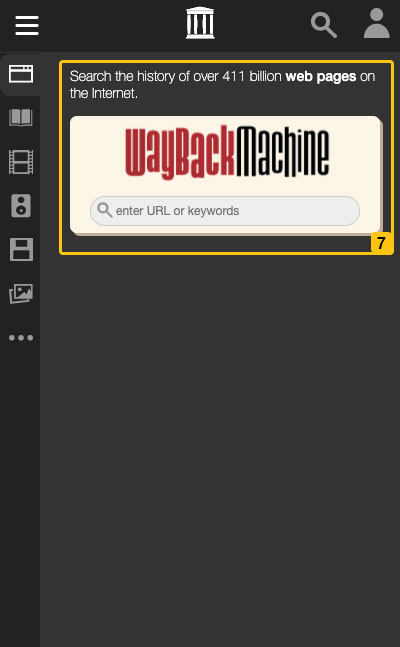 Search the history of over 411 billion web pages on
the Internet.
WayBackMachine
enter URL or keywords
7